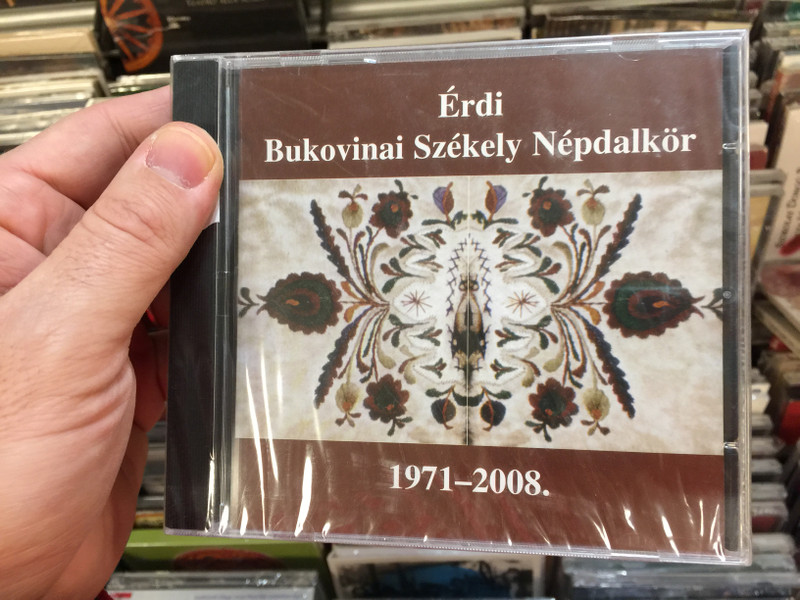 Érdi
Bukovinai Székely Népdalkör
1971–2008.